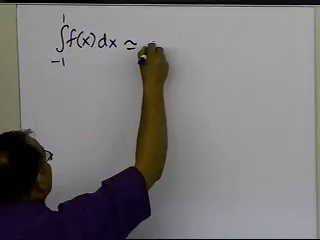 ∫₋₁¹ f(x) dx ≃